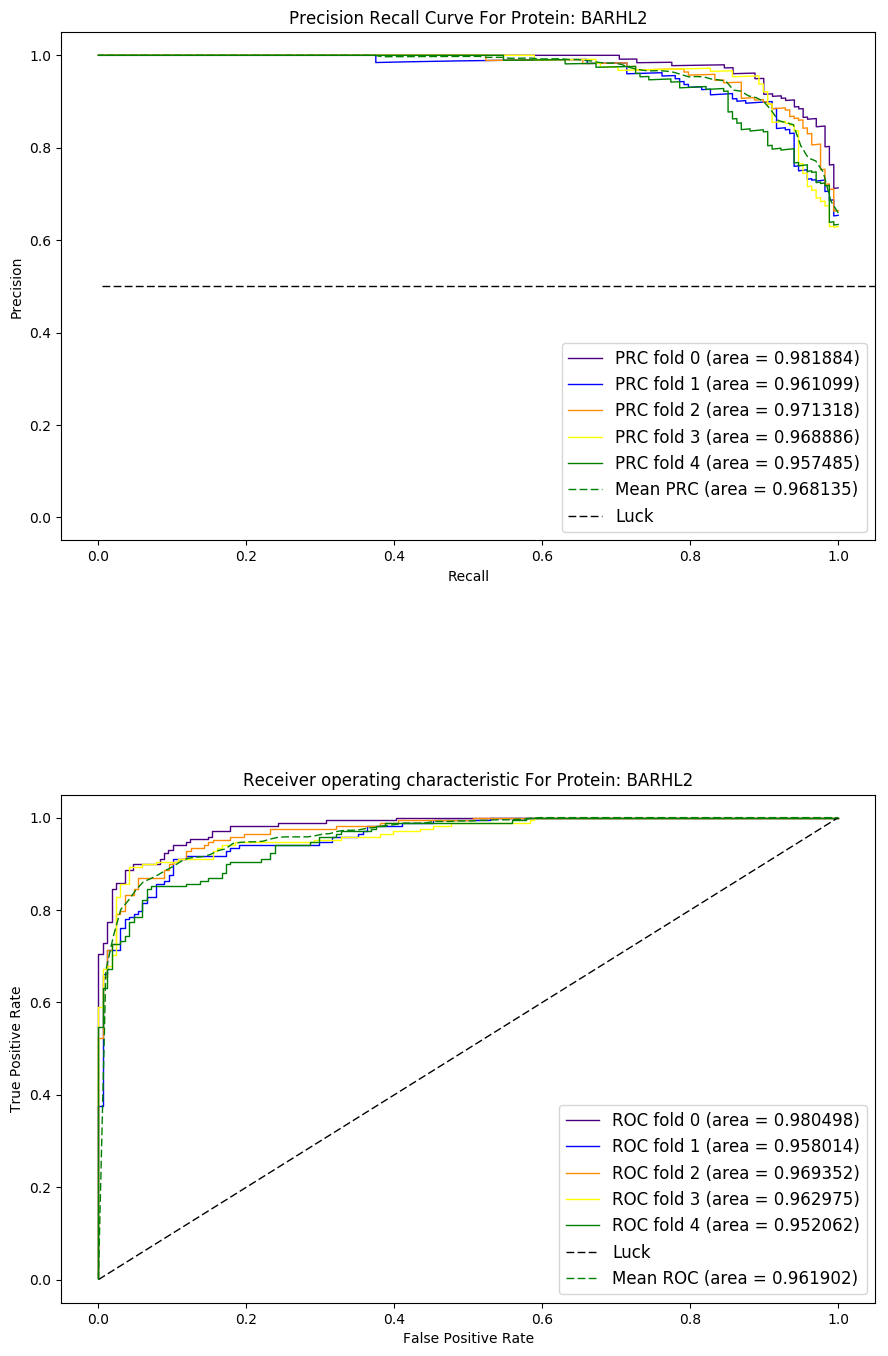 Precision Recall Curve For Protein: BARHL2
1.0
0.8
0.6
0.4
0.2
0.0
Precision
PRC fold 0 (area = 0.981884)
PRC fold 1 (area = 0.961099)
PRC fold 2 (area = 0.971318)
PRC fold 3 (area = 0.968886)
PRC fold 4 (area = 0.957485)
Mean PRC (area = 0.968135)
Luck
0.0 0.2 0.4 0.6 0.8 1.0
Recall
Receiver operating characteristic For Protein: BARHL2
1.0
0.8
0.6
0.4
0.2
0.0
True Positive Rate
ROC fold 0 (area = 0.980498)
ROC fold 1 (area = 0.958014)
ROC fold 2 (area = 0.969352)
ROC fold 3 (area = 0.962975)
ROC fold 4 (area = 0.952062)
Luck
Mean ROC (area = 0.961902)
0.0 0.2 0.4 0.6 0.8 1.0
False Positive Rate